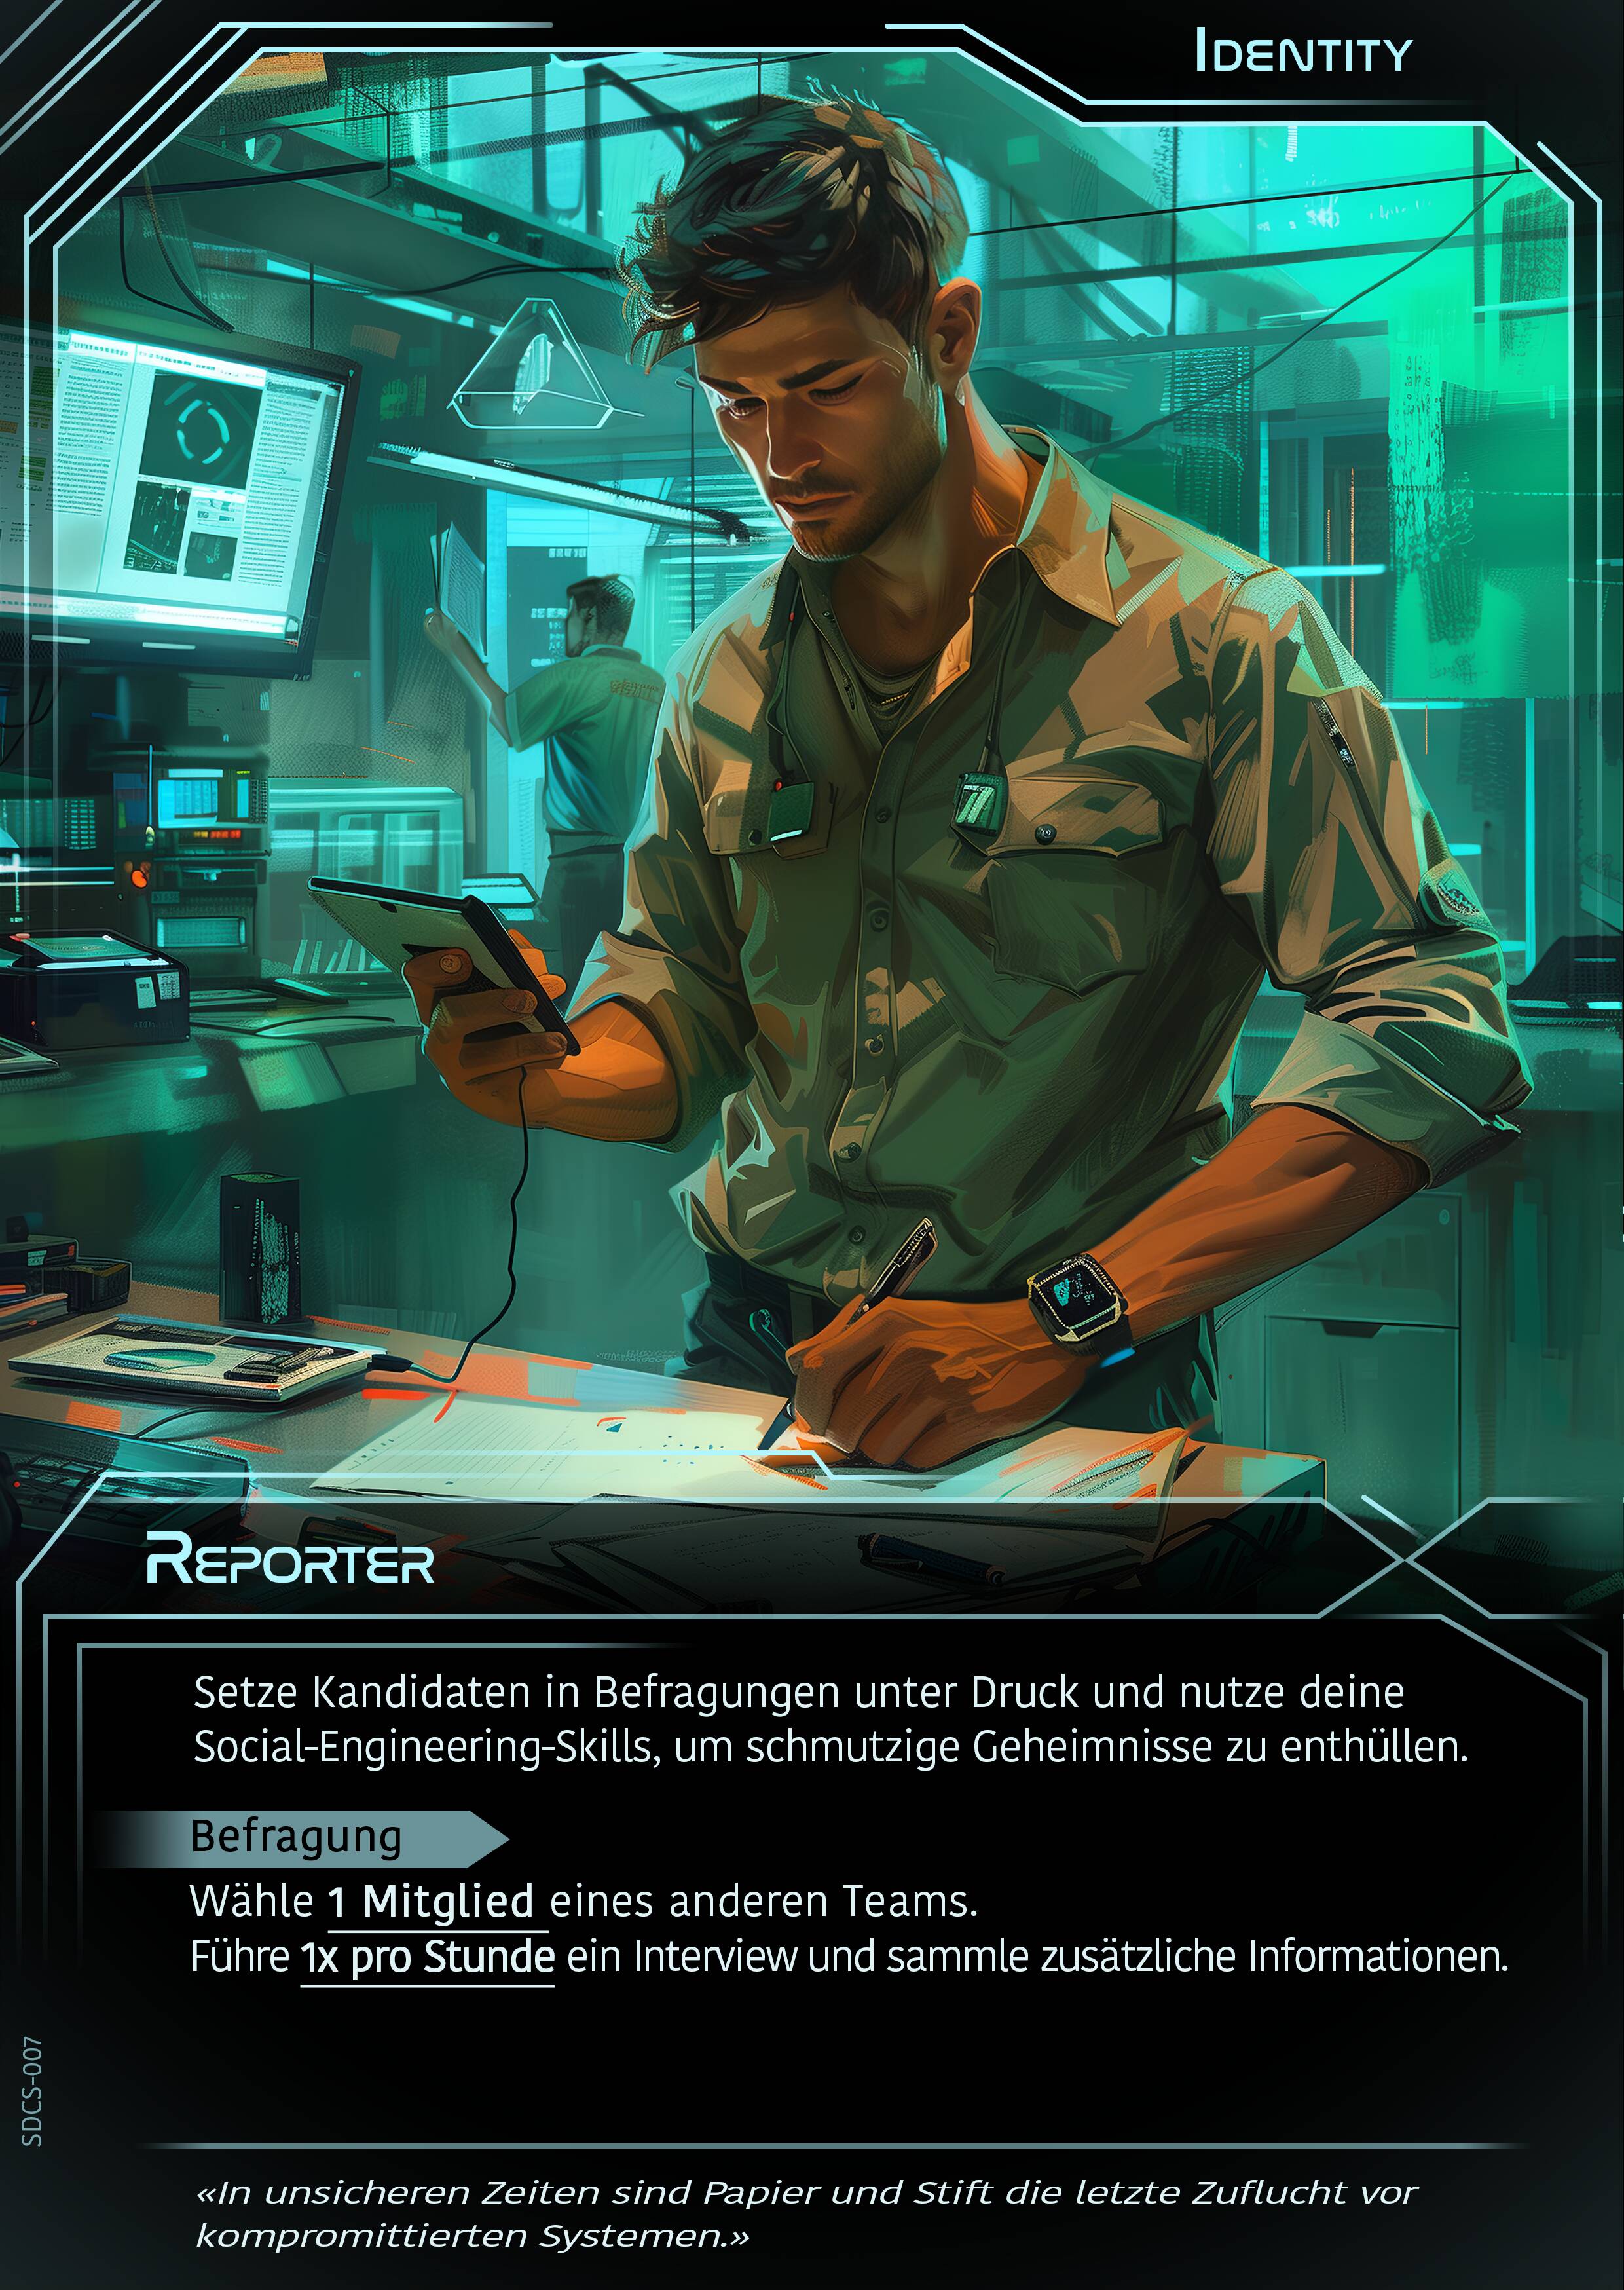 Identity
Reporter
Setze Kandidaten in Befragungen unter Druck und nutze deine
Social-Engineering-Skills, um schmutzige Geheimnisse zu enthüllen.
Befragung
Wähle 1 Mitglied eines anderen Teams.
Führe 1x pro Stunde ein Interview und sammle zusätzliche Informationen.
SDCS-007
«In unsicheren Zeiten sind Papier und Stift die letzte Zuflucht vor
kompromittierten Systemen.»